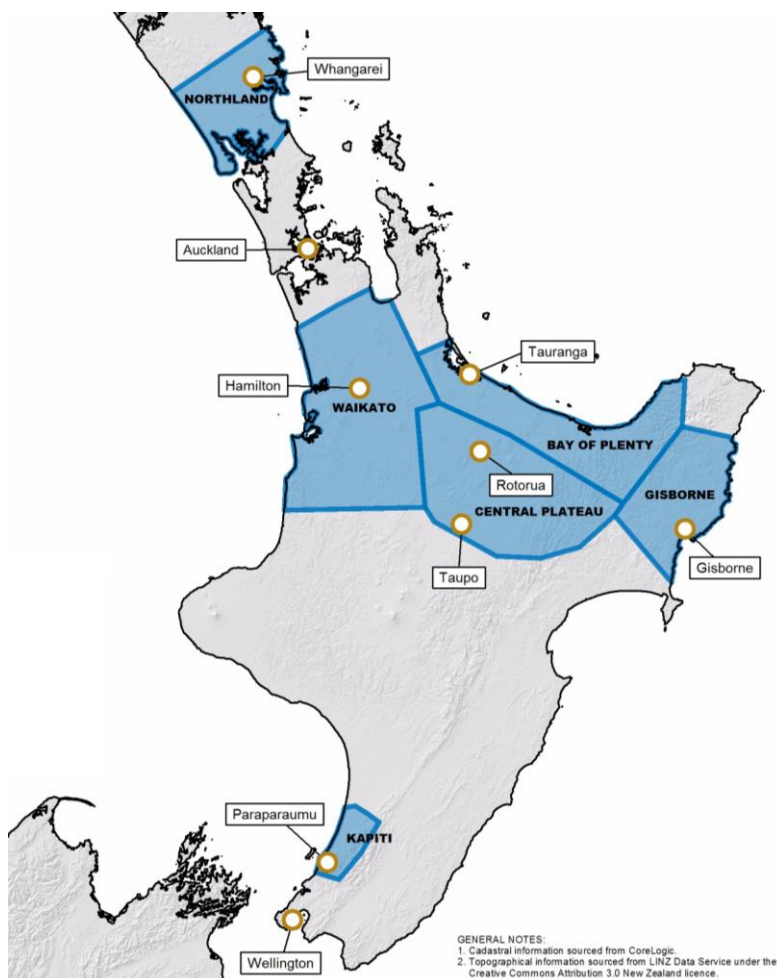 Whangarei
NORTHLAND
Auckland
Tauranga
Hamilton
WAIKATO
BAY OF PLENTY
Rotorua
GISBORNE
CENTRAL PLATEAU
Taupo
Gisborne
Paraparaumu
KAPITI
Wellington
GENERAL NOTES:
1. Cadastral information sourced from CoreLogic.
2. Topographical information sourced from LINZ Data Service under the
Creative Commons Attribution 3.0 New Zealand licence.